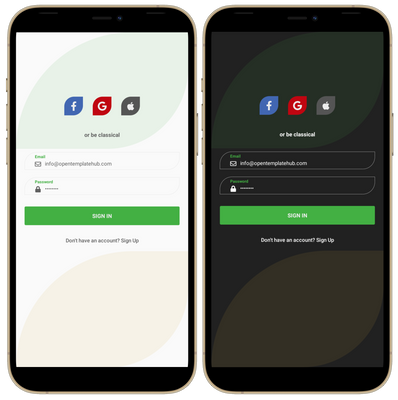 f G
or be classical
Email
info@opentemplatehub.com
Password
SIGN IN
Don't have an account? Sign Up
f G
or be classical
Email
info@opentemplatehub.com
Password
SIGN IN
Don't have an account? Sign Up